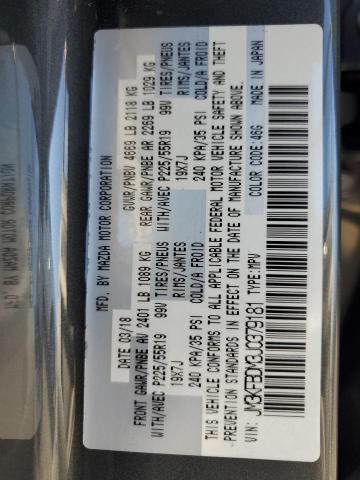 MFD. BY MAZDA MOTOR CORPORATION
03/18 GVWR/PNBV 4669 LB 2118 KG
FRONT GAWR/PNBE AV 2401 LB 1089 KG REAR GAWR/PNBE AR 2269 LB 1029 KG
WITH/AVEC P225/55R19 99V TIRES/PNEUS WITH/AVEC P225/55R19 99V TIRES/PNEUS
19X7J RIMS/JANTES 19X7J RIMS/JANTES
240 KPA/35 PSI COLD/A FROID 240 KPA/35 PSI COLD/A FROID
THIS VEHICLE CONFORMS TO ALL APPLICABLE FEDERAL MOTOR VEHICLE SAFETY AND THEFT
PREVENTION STANDARDS IN EFFECT ON THE DATE OF MANUFACTURE SHOWN ABOVE.
VIN: JM3KFBDM3J0379181 TYPE: MPV COLOR CODE: 46G MADE IN JAPAN